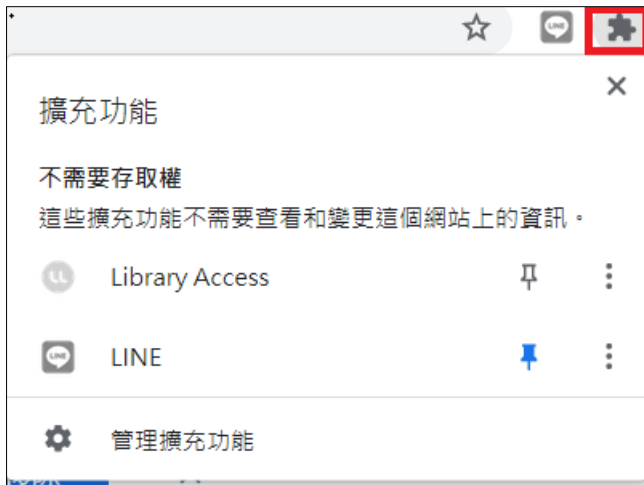 LINE
擴充功能
不需要存取權
這些擴充功能不需要查看和變更這個網站上的資訊。
Library Access
LINE
LINE
管理擴充功能